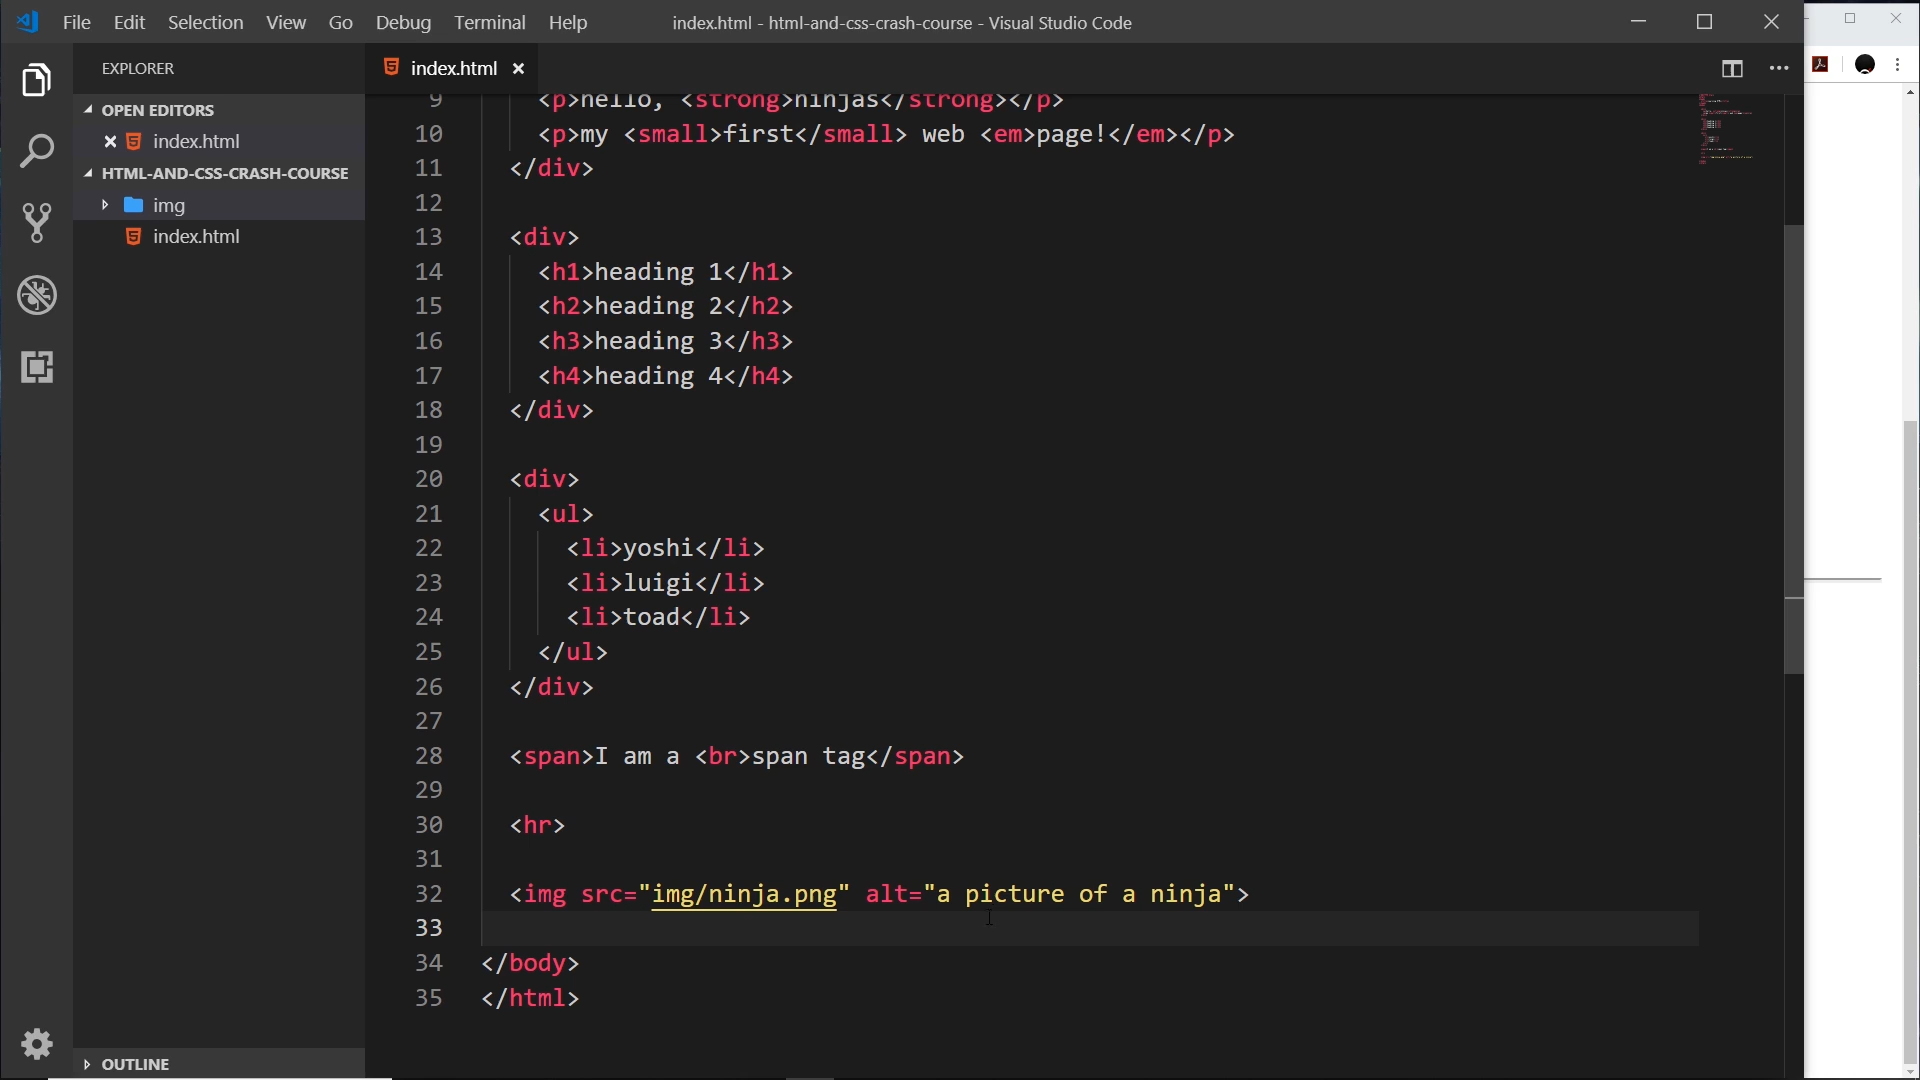 File Edit Selection View Go Debug Terminal Help index.html - html-and-css-crash-course - Visual Studio Code
EXPLORER
index.html
OPEN EDITORS
index.html
HTML-AND-CSS-CRASH-COURSE
img
index.html
OUTLINE
9 <p>hello, <strong>ninjas</strong></p>
10 <p>my <small>first</small> web <em>page!</em></p>
11 </div>
12
13 <div>
14 <h1>heading 1</h1>
15 <h2>heading 2</h2>
16 <h3>heading 3</h3>
17 <h4>heading 4</h4>
18 </div>
19
20 <div>
21 <ul>
22 <li>yoshi</li>
23 <li>luigi</li>
24 <li>toad</li>
25 </ul>
26 </div>
27
28 <span>I am a <br>span tag</span>
29
30 <hr>
31
32 <img src="img/ninja.png" alt="a picture of a ninja">
33
34 </body>
35 </html>